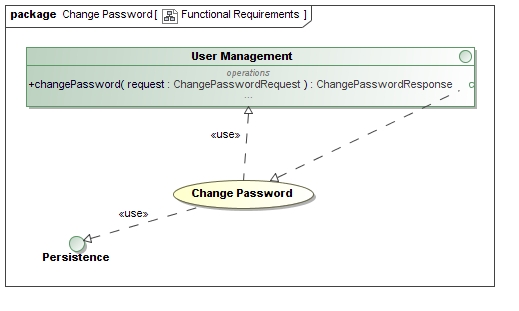 package Change Password [ Functional Requirements ]
User Management
operations
+changePassword( request : ChangePasswordRequest ) : ChangePasswordResponse
...
«use»
Change Password
«use»
Persistence